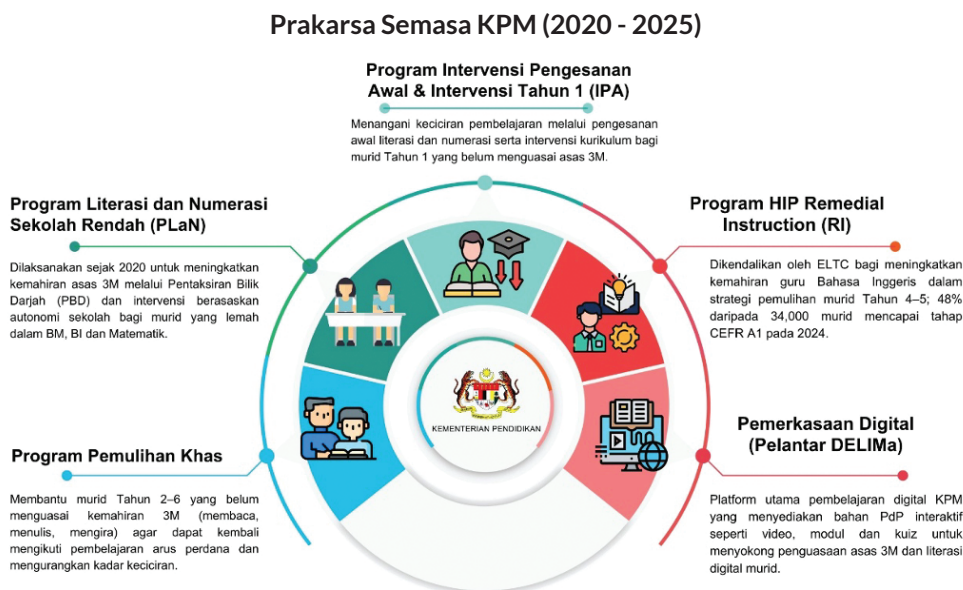 Prakarsa Semasa KPM (2020 - 2025)
Program Intervensi Pengesanan
Awal & Intervensi Tahun 1 (IPA)
Menangani keciciran pembelajaran melalui pengesanan
awal literasi dan numerasi serta intervensi kurikulum bagi
murid Tahun 1 yang belum menguasai asas 3M.
Program Literasi dan Numerasi
Sekolah Rendah (PLaN)
Dilaksanakan sejak 2020 untuk meningkatkan
kemahiran asas 3M melalui Pentaksiran Bilik
Darjah (PBD) dan intervensi berasaskan
autonomi sekolah bagi murid yang lemah
dalam BM, BI dan Matematik.
Program HIP Remedial
Instruction (RI)
Dikendalikan oleh ELTC bagi meningkatkan
kemahiran guru Bahasa Inggeris dalam
strategi pemulihan murid Tahun 4–5; 48%
daripada 34,000 murid mencapai tahap
CEFR A1 pada 2024.
KEMENTERIAN PENDIDIKAN
Program Pemulihan Khas
Membantu murid Tahun 2–6 yang belum
menguasai kemahiran 3M (membaca,
menulis, mengira) agar dapat kembali
mengikuti pembelajaran arus perdana dan
mengurangkan kadar keciciran.
Pemerkasaan Digital
(Pelantar DELIMa)
Platform utama pembelajaran digital KPM
yang menyediakan bahan PdP interaktif
seperti video, modul dan kuiz untuk
menyokong penguasaan asas 3M dan literasi
digital murid.